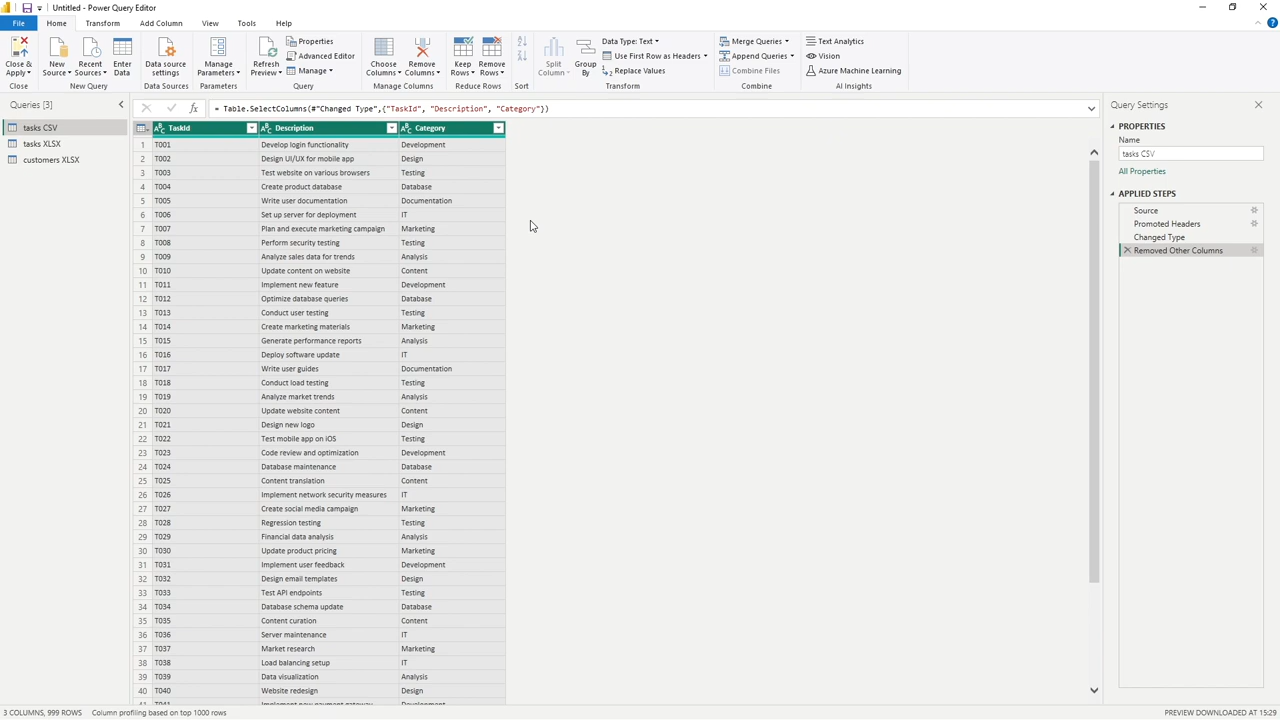 Untitled - Power Query Editor
File Home Transform Add Column View Tools Help
Close & Apply
New Source
Recent Sources
Enter Data
Data source settings
Manage Parameters
Refresh Preview
Properties
Advanced Editor
Manage
Choose Columns
Remove Columns
Keep Rows
Remove Rows
Split Column
Group By
Data Type: Text
Use First Row as Headers
Replace Values
Merge Queries
Append Queries
Combine Files
Text Analytics
Vision
Azure Machine Learning
Close New Query Data Sources Parameters Query Manage Columns Reduce Rows Sort Transform Combine AI Insights
Queries [3]
tasks CSV
tasks XLSX
customers XLSX
fx = Table.SelectColumns(#"Changed Type",{"TaskId", "Description", "Category"})
TaskId Description Category
1 T001 Develop login functionality Development
2 T002 Design UI/UX for mobile app Design
3 T003 Test website on various browsers Testing
4 T004 Create product database Database
5 T005 Write user documentation Documentation
6 T006 Set up server for deployment IT
7 T007 Plan and execute marketing campaign Marketing
8 T008 Perform security testing Testing
9 T009 Analyze sales data for trends Analysis
10 T010 Update content on website Content
11 T011 Implement new feature Development
12 T012 Optimize database queries Database
13 T013 Conduct user testing Testing
14 T014 Create marketing materials Marketing
15 T015 Generate performance reports Analysis
16 T016 Deploy software update IT
17 T017 Write user guides Documentation
18 T018 Conduct load testing Testing
19 T019 Analyze market trends Analysis
20 T020 Update website content Content
21 T021 Design new logo Design
22 T022 Test mobile app on iOS Testing
23 T023 Code review and optimization Development
24 T024 Database maintenance Database
25 T025 Content translation Content
26 T026 Implement network security measures IT
27 T027 Create social media campaign Marketing
28 T028 Regression testing Testing
29 T029 Financial data analysis Analysis
30 T030 Update product pricing Marketing
31 T031 Implement user feedback Development
32 T032 Design email templates Design
33 T033 Test API endpoints Testing
34 T034 Database schema update Database
35 T035 Content curation Content
36 T036 Server maintenance IT
37 T037 Market research Marketing
38 T038 Load balancing setup IT
39 T039 Data visualization Analysis
40 T040 Website redesign Design
41 T041 Implement new payment gateway Development
Query Settings
PROPERTIES
Name
tasks CSV
All Properties
APPLIED STEPS
Source
Promoted Headers
Changed Type
Removed Other Columns
3 COLUMNS, 999 ROWS Column profiling based on top 1000 rows PREVIEW DOWNLOADED AT 15:29